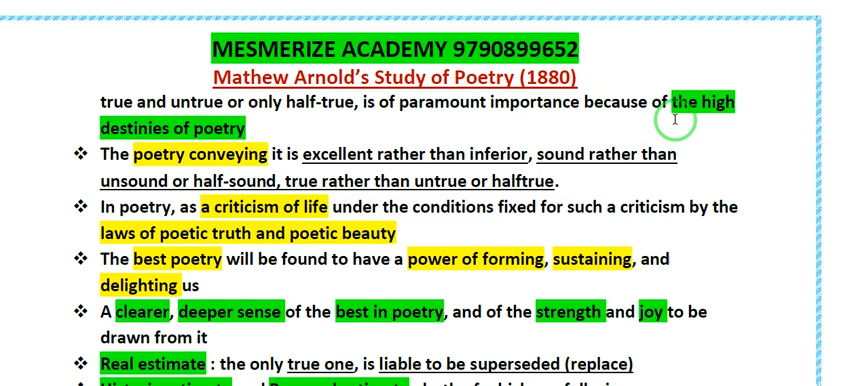 MESMERIZE ACADEMY 9790899652
Mathew Arnold's Study of Poetry (1880)
true and untrue or only half-true, is of paramount importance because of the high
destinies of poetry
❖ The poetry conveying it is excellent rather than inferior, sound rather than
unsound or half-sound, true rather than untrue or halftrue.
❖ In poetry, as a criticism of life under the conditions fixed for such a criticism by the
laws of poetic truth and poetic beauty
❖ The best poetry will be found to have a power of forming, sustaining, and
delighting us
❖ A clearer, deeper sense of the best in poetry, and of the strength and joy to be
drawn from it
❖ Real estimate : the only true one, is liable to be superseded (replace)